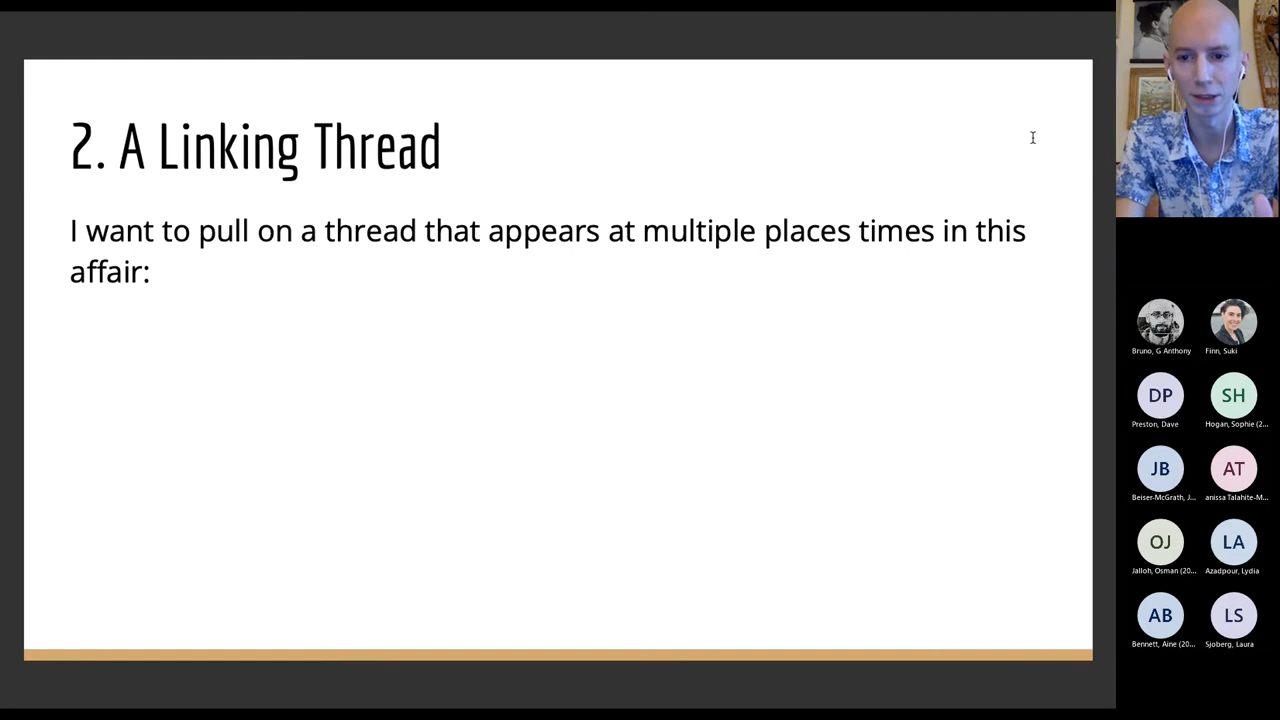 2. A Linking Thread
I want to pull on a thread that appears at multiple places times in this
affair:
Bruno, G Anthony
Finn, Suki
DP
SH
Preston, Dave
Hogan, Sophie (2...
JB
AT
Beiser-McGrath, J...
anissa Talahite-M...
OJ
LA
Jalloh, Osman (20...
Azadpour, Lydia
AB
LS
Bennett, Aine (20...
Sjoberg, Laura